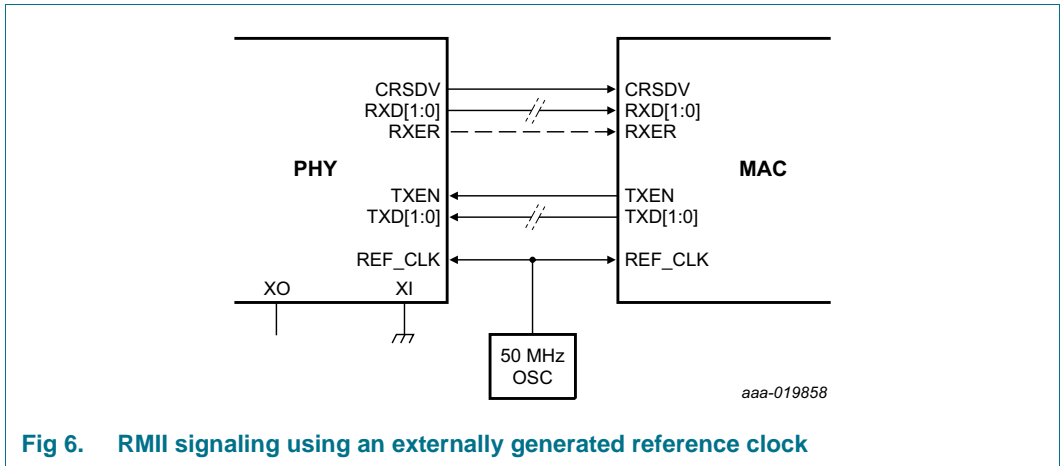 CRSDV CRSDV
RXD[1:0] RXD[1:0]
RXER RXER
PHY MAC
TXEN TXEN
TXD[1:0] TXD[1:0]
REF_CLK REF_CLK
XO XI
50 MHz
OSC
aaa-019858
Fig 6. RMII signaling using an externally generated reference clock